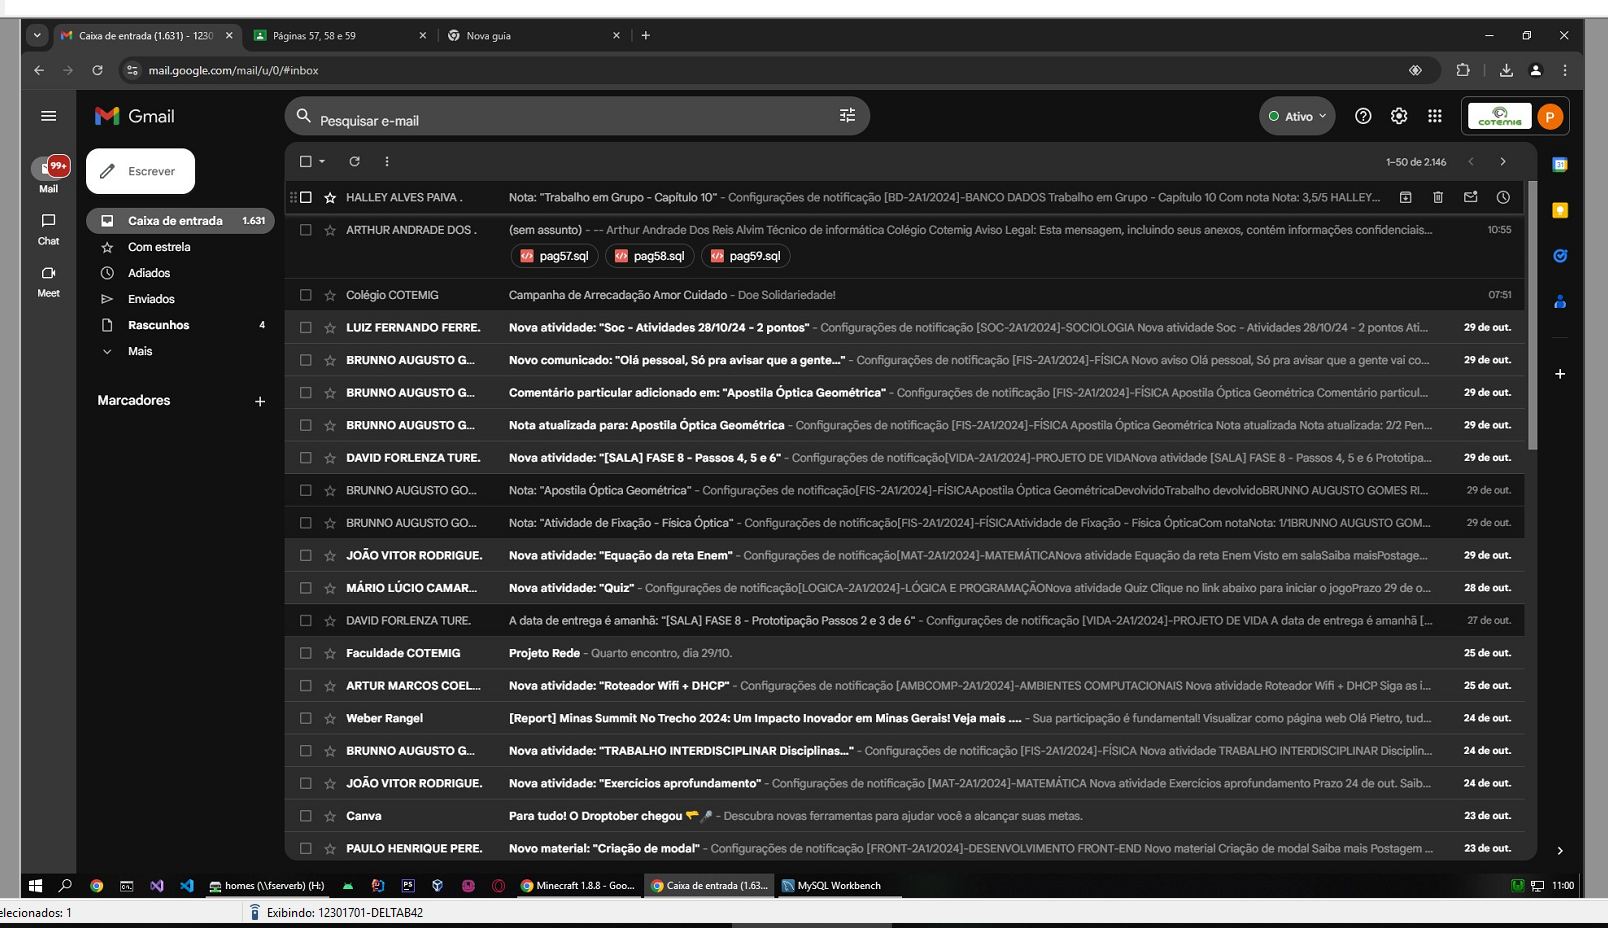 Caixa de entrada (1.631) - 1230
Páginas 57, 58 e 59
Nova guia
mail.google.com/mail/u/0/#inbox
Gmail
Pesquisar e-mail
Ativo
COTEMIG
P
99+
Mail
Chat
Meet
Escrever
Caixa de entrada 1.631
Com estrela
Adiados
Enviados
Rascunhos 4
Mais
Marcadores
1–50 de 2.146
HALLEY ALVES PAIVA . Nota: "Trabalho em Grupo - Capítulo 10" - Configurações de notificação [BD-2A1/2024]-BANCO DADOS Trabalho em Grupo - Capítulo 10 Com nota Nota: 3,5/5 HALLEY...
ARTHUR ANDRADE DOS . (sem assunto) - -- Arthur Andrade Dos Reis Alvim Técnico de informática Colégio Cotemig Aviso Legal: Esta mensagem, incluindo seus anexos, contém informações confidenciais... 10:55
pag57.sql pag58.sql pag59.sql
Colégio COTEMIG Campanha de Arrecadação Amor Cuidado - Doe Solidariedade! 07:51
LUIZ FERNANDO FERRE. Nova atividade: "Soc - Atividades 28/10/24 - 2 pontos" - Configurações de notificação [SOC-2A1/2024]-SOCIOLOGIA Nova atividade Soc - Atividades 28/10/24 - 2 pontos Ati... 29 de out.
BRUNNO AUGUSTO G... Novo comunicado: "Olá pessoal, Só pra avisar que a gente..." - Configurações de notificação [FIS-2A1/2024]-FÍSICA Novo aviso Olá pessoal, Só pra avisar que a gente vai co... 29 de out.
BRUNNO AUGUSTO G... Comentário particular adicionado em: "Apostila Óptica Geométrica" - Configurações de notificação [FIS-2A1/2024]-FÍSICA Apostila Óptica Geométrica Comentário particul... 29 de out.
BRUNNO AUGUSTO G... Nota atualizada para: Apostila Óptica Geométrica - Configurações de notificação [FIS-2A1/2024]-FÍSICA Apostila Óptica Geométrica Nota atualizada Nota atualizada: 2/2 Pen... 29 de out.
DAVID FORLENZA TURE. Nova atividade: "[SALA] FASE 8 - Passos 4, 5 e 6" - Configurações de notificação[VIDA-2A1/2024]-PROJETO DE VIDANova atividade [SALA] FASE 8 - Passos 4, 5 e 6 Prototipa... 29 de out.
BRUNNO AUGUSTO GO... Nota: "Apostila Óptica Geométrica" - Configurações de notificação[FIS-2A1/2024]-FÍSICAApostila Óptica GeométricaDevolvidoTrabalho devolvidoBRUNNO AUGUSTO GOMES RI... 29 de out.
BRUNNO AUGUSTO GO... Nota: "Atividade de Fixação - Física Óptica" - Configurações de notificação[FIS-2A1/2024]-FÍSICAAtividade de Fixação - Física ÓpticaCom notaNota: 1/1BRUNNO AUGUSTO GOM... 29 de out.
JOÃO VITOR RODRIGUE. Nova atividade: "Equação da reta Enem" - Configurações de notificação[MAT-2A1/2024]-MATEMÁTICANova atividade Equação da reta Enem Visto em salaSaiba maisPostage... 29 de out.
MÁRIO LÚCIO CAMAR... Nova atividade: "Quiz" - Configurações de notificação[LOGICA-2A1/2024]-LÓGICA E PROGRAMAÇÃONova atividade Quiz Clique no link abaixo para iniciar o jogoPrazo 29 de o... 28 de out.
DAVID FORLENZA TURE. A data de entrega é amanhã: "[SALA] FASE 8 - Prototipação Passos 2 e 3 de 6" - Configurações de notificação [VIDA-2A1/2024]-PROJETO DE VIDA A data de entrega é amanhã [... 27 de out.
Faculdade COTEMIG Projeto Rede - Quarto encontro, dia 29/10. 25 de out.
ARTUR MARCOS COEL... Nova atividade: "Roteador Wifi + DHCP" - Configurações de notificação [AMBCOMP-2A1/2024]-AMBIENTES COMPUTACIONAIS Nova atividade Roteador Wifi + DHCP Siga as i... 25 de out.
Weber Rangel [Report] Minas Summit No Trecho 2024: Um Impacto Inovador em Minas Gerais! Veja mais .... - Sua participação é fundamental! Visualizar como página web Olá Pietro, tud... 24 de out.
BRUNNO AUGUSTO G... Nova atividade: "TRABALHO INTERDISCIPLINAR Disciplinas..." - Configurações de notificação [FIS-2A1/2024]-FÍSICA Nova atividade TRABALHO INTERDISCIPLINAR Disciplin... 24 de out.
JOÃO VITOR RODRIGUE. Nova atividade: "Exercícios aprofundamento" - Configurações de notificação [MAT-2A1/2024]-MATEMÁTICA Nova atividade Exercícios aprofundamento Prazo 24 de out. Saib... 24 de out.
Canva Para tudo! O Droptober chegou - Descubra novas ferramentas para ajudar você a alcançar suas metas. 23 de out.
PAULO HENRIQUE PERE. Novo material: "Criação de modal" - Configurações de notificação [FRONT-2A1/2024]-DESENVOLVIMENTO FRONT-END Novo material Criação de modal Saiba mais Postagem ... 23 de out.
homes (\\fserverb) (H:)
Minecraft 1.8.8 - Goo...
Caixa de entrada (1.63...
MySQL Workbench
11:00
elecionados: 1
Exibindo: 12301701-DELTAB42